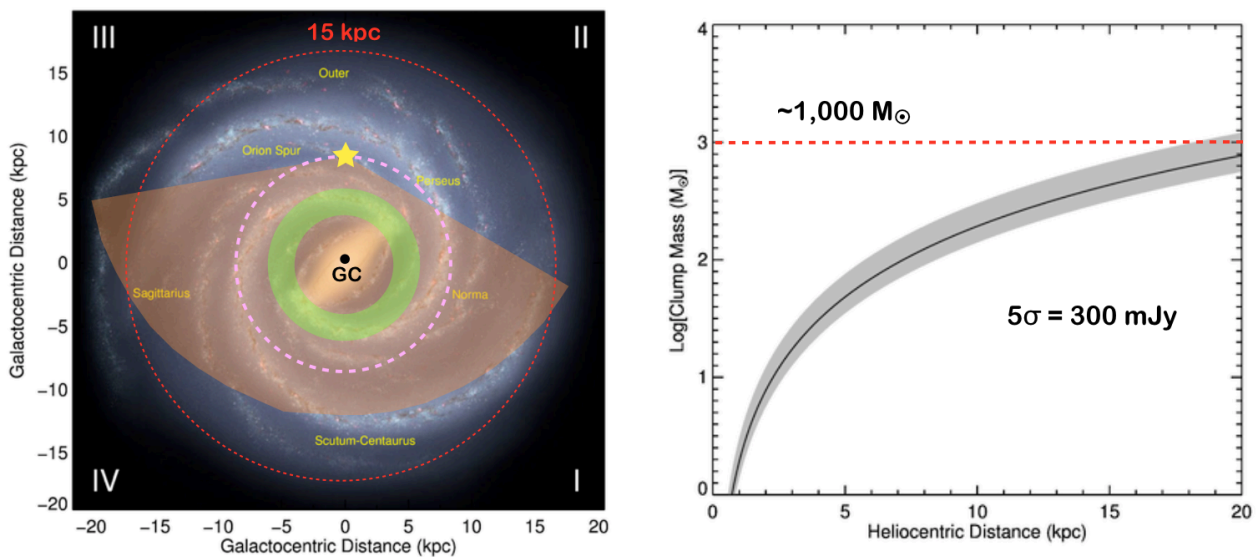 III
15 kpc
II
Outer
Orion Spur
Perseus
GC
Sagittarius
Norma
Scutum-Centaurus
IV
I
15
10
5
0
−5
−10
−15
−20
−20 −15 −10 −5 0 5 10 15 20
Galactocentric Distance (kpc)
Galactocentric Distance (kpc)
4
3
2
1
0
Log[Clump Mass (M☉)]
~1,000 M☉
5σ = 300 mJy
0 5 10 15 20
Heliocentric Distance (kpc)